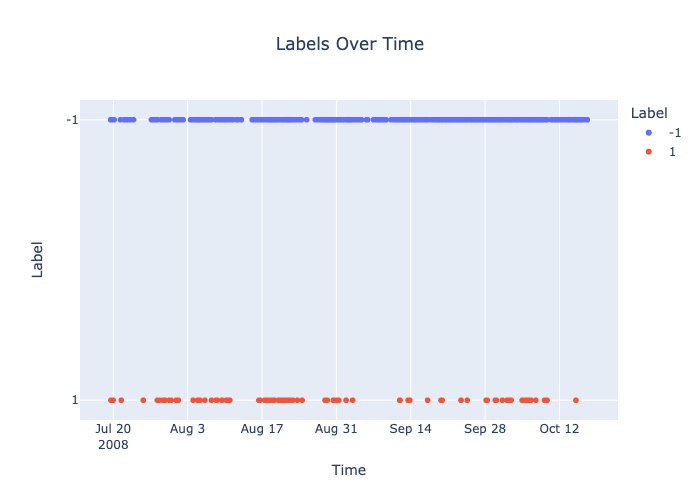 Labels Over Time
Label
-1
1
-1
1
Label
Jul 20
2008
Aug 3
Aug 17
Aug 31
Sep 14
Sep 28
Oct 12
Time